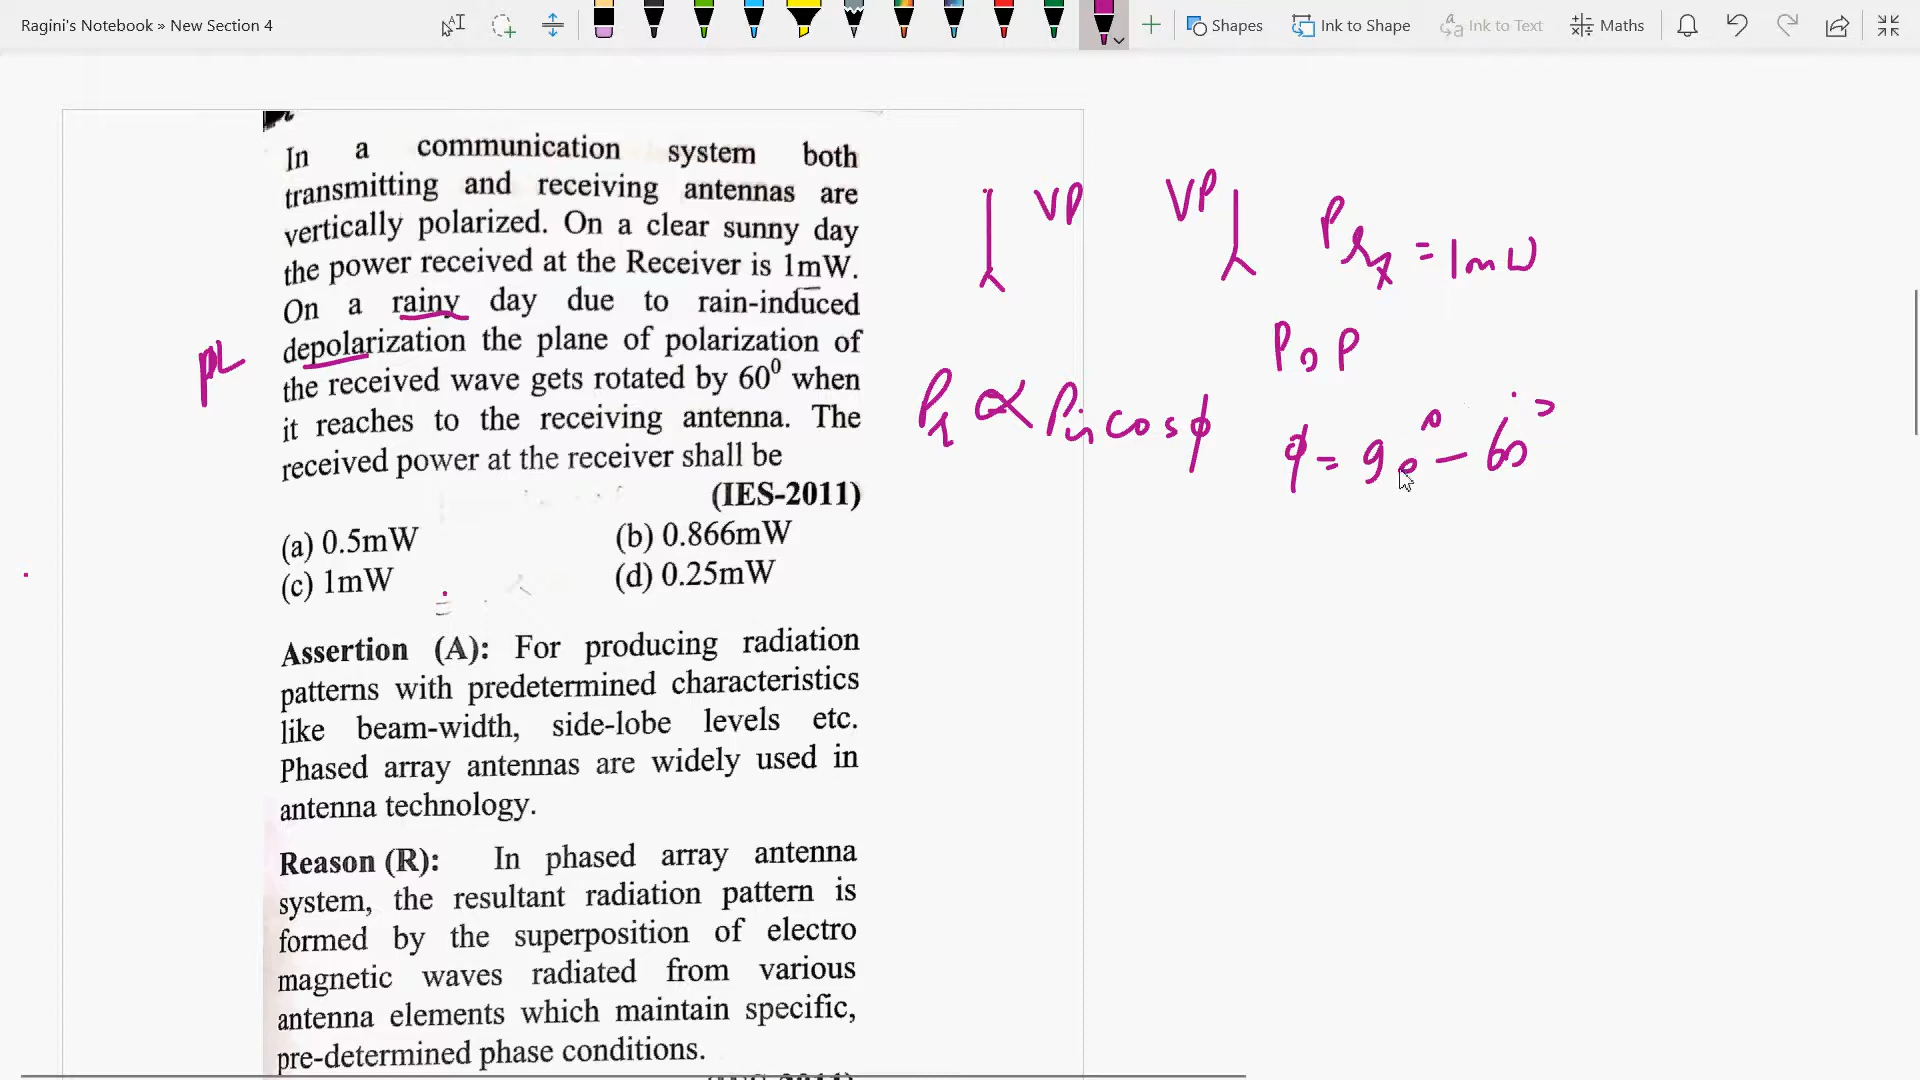 Ragini's Notebook » New Section 4
Shapes
Ink to Shape
Ink to Text
Maths
In a communication system both
transmitting and receiving antennas are
vertically polarized. On a clear sunny day
the power received at the Receiver is 1mW.
On a rainy day due to rain-induced
depolarization the plane of polarization of
the received wave gets rotated by 60⁰ when
it reaches to the receiving antenna. The
received power at the receiver shall be
(IES-2011)
(a) 0.5mW (b) 0.866mW
(c) 1mW (d) 0.25mW
Assertion (A): For producing radiation
patterns with predetermined characteristics
like beam-width, side-lobe levels etc.
Phased array antennas are widely used in
antenna technology.
Reason (R): In phased array antenna
system, the resultant radiation pattern is
formed by the superposition of electro
magnetic waves radiated from various
antenna elements which maintain specific,
pre-determined phase conditions.
VP VP
= 1mW
POP
∝ Pin cosϕ
ϕ = 90° - 60°